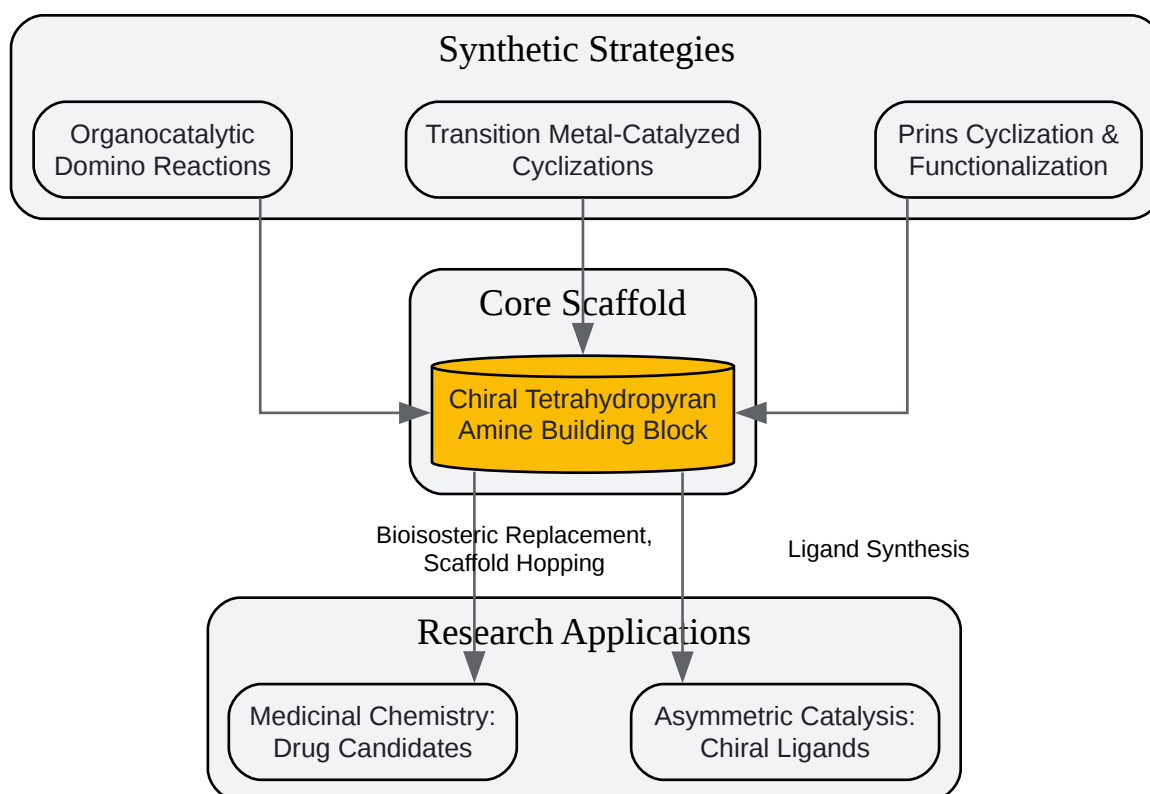 Synthetic Strategies
Organocatalytic
Domino Reactions
Transition Metal-Catalyzed
Cyclizations
Prins Cyclization &
Functionalization
Core Scaffold
Chiral Tetrahydropyran
Amine Building Block
Bioisosteric Replacement,
Scaffold Hopping
Ligand Synthesis
Research Applications
Medicinal Chemistry:
Drug Candidates
Asymmetric Catalysis:
Chiral Ligands